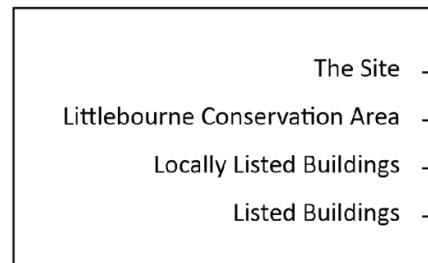 The Site -
Littlebourne Conservation Area -
Locally Listed Buildings -
Listed Buildings -